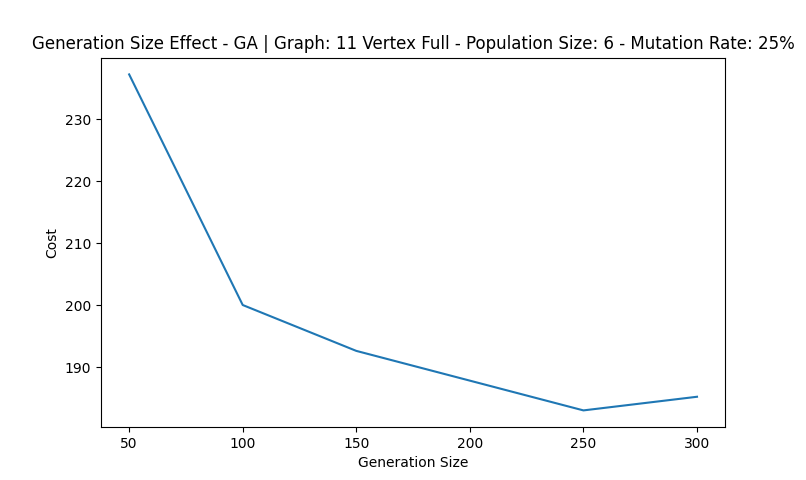 Generation Size Effect - GA | Graph: 11 Vertex Full - Population Size: 6 - Mutation Rate: 25%
230
220
210
200
190
Cost
50 100 150 200 250 300
Generation Size